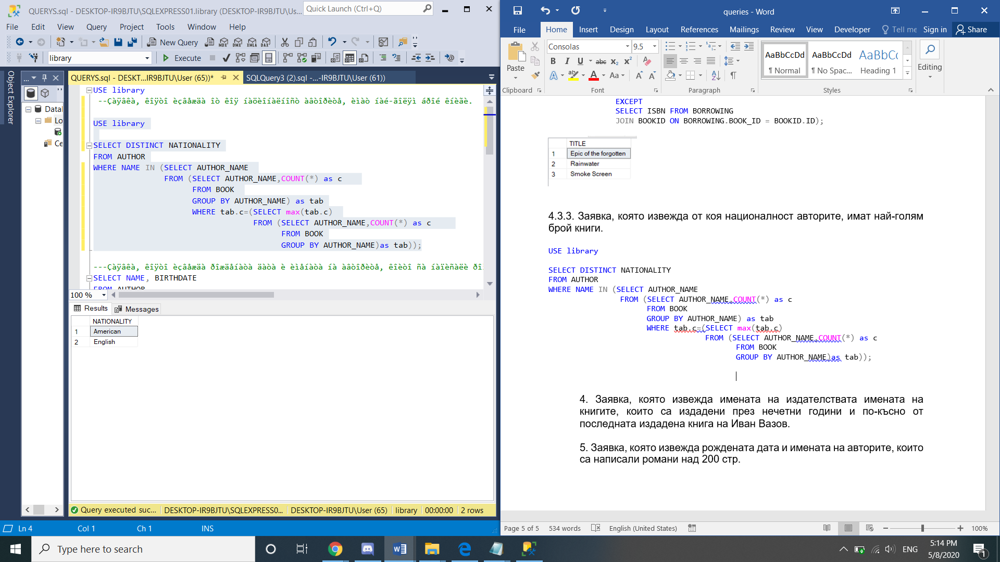 QUERYS.sql - DESKTOP-IR9BJTU\SQLEXPRESS01.library (DESKTOP-IR9BJTU\Us...
Quick Launch (Ctrl+Q)
File Edit View Query Project Tools Window Help
New Query
MDX DMX XMLA DAX
library
Execute
Object Explorer
QUERYS.sql - DESKT...IR9BJTU\User (65))*
SQLQuery3 (2).sql -...-IR9BJTU\User (61))
Datal
Lo
Ce
USE library
--Çàÿâêà, êîÿòî èçâåæäà îò êîÿ íàöèîíàëíîñò àâòîðèòå, èìàò íàé-ãîëÿì áðîé êíèãè.
USE library
SELECT DISTINCT NATIONALITY
FROM AUTHOR
WHERE NAME IN (SELECT AUTHOR_NAME
FROM (SELECT AUTHOR_NAME,COUNT(*) as c
FROM BOOK
GROUP BY AUTHOR_NAME) as tab
WHERE tab.c=(SELECT max(tab.c)
FROM (SELECT AUTHOR_NAME,COUNT(*) as c
FROM BOOK
GROUP BY AUTHOR_NAME)as tab));
---Çàÿâêà, êîÿòî èçâåæäà ðîæäåíàòà äàòà è èìåíàòà íà àâòîðèòå, êîèòî ñà íàïèñàëè
SELECT NAME, BIRTHDATE
FROM AUTHOR
100 %
Results Messages
NATIONALITY
1 American
2 English
Query executed suc... DESKTOP-IR9BJTU\SQLEXPRESS0... DESKTOP-IR9BJTU\User (65) library 00:00:00 2 rows
Ln 4 Col 1 Ch 1 INS
queries - Word
File Home Insert Design Layout References Mailings Review View Developer Tell me Sign in Share
Paste
Consolas 9.5
B I U abc x₂ x²
A Aa A A
AaBbCcDd AaBbCcDd AaBbCc
¶ Normal ¶ No Spac... Heading 1
Editing
Clipboard Font Paragraph Styles
EXCEPT
SELECT ISBN FROM BORROWING
JOIN BOOKID ON BORROWING.BOOK_ID = BOOKID.ID);
TITLE
1 Epic of the forgotten
2 Rainwater
3 Smoke Screen
4.3.3. Заявка, която извежда от коя националност авторите, имат най-голям
брой книги.
USE library
SELECT DISTINCT NATIONALITY
FROM AUTHOR
WHERE NAME IN (SELECT AUTHOR_NAME
FROM (SELECT AUTHOR_NAME,COUNT(*) as c
FROM BOOK
GROUP BY AUTHOR_NAME) as tab
WHERE tab.c=(SELECT max(tab.c)
FROM (SELECT AUTHOR_NAME,COUNT(*) as c
FROM BOOK
GROUP BY AUTHOR_NAME)as tab));
4. Заявка, която извежда имената на издателствата имената на
книгите, които са издадени през нечетни години и по-късно от
последната издадена книга на Иван Вазов.
5. Заявка, която извежда рождената дата и имената на авторите, които
са написали романи над 200 стр.
Page 5 of 5 534 words English (United States) 100%
Type here to search
ENG
5:14 PM
5/8/2020
1